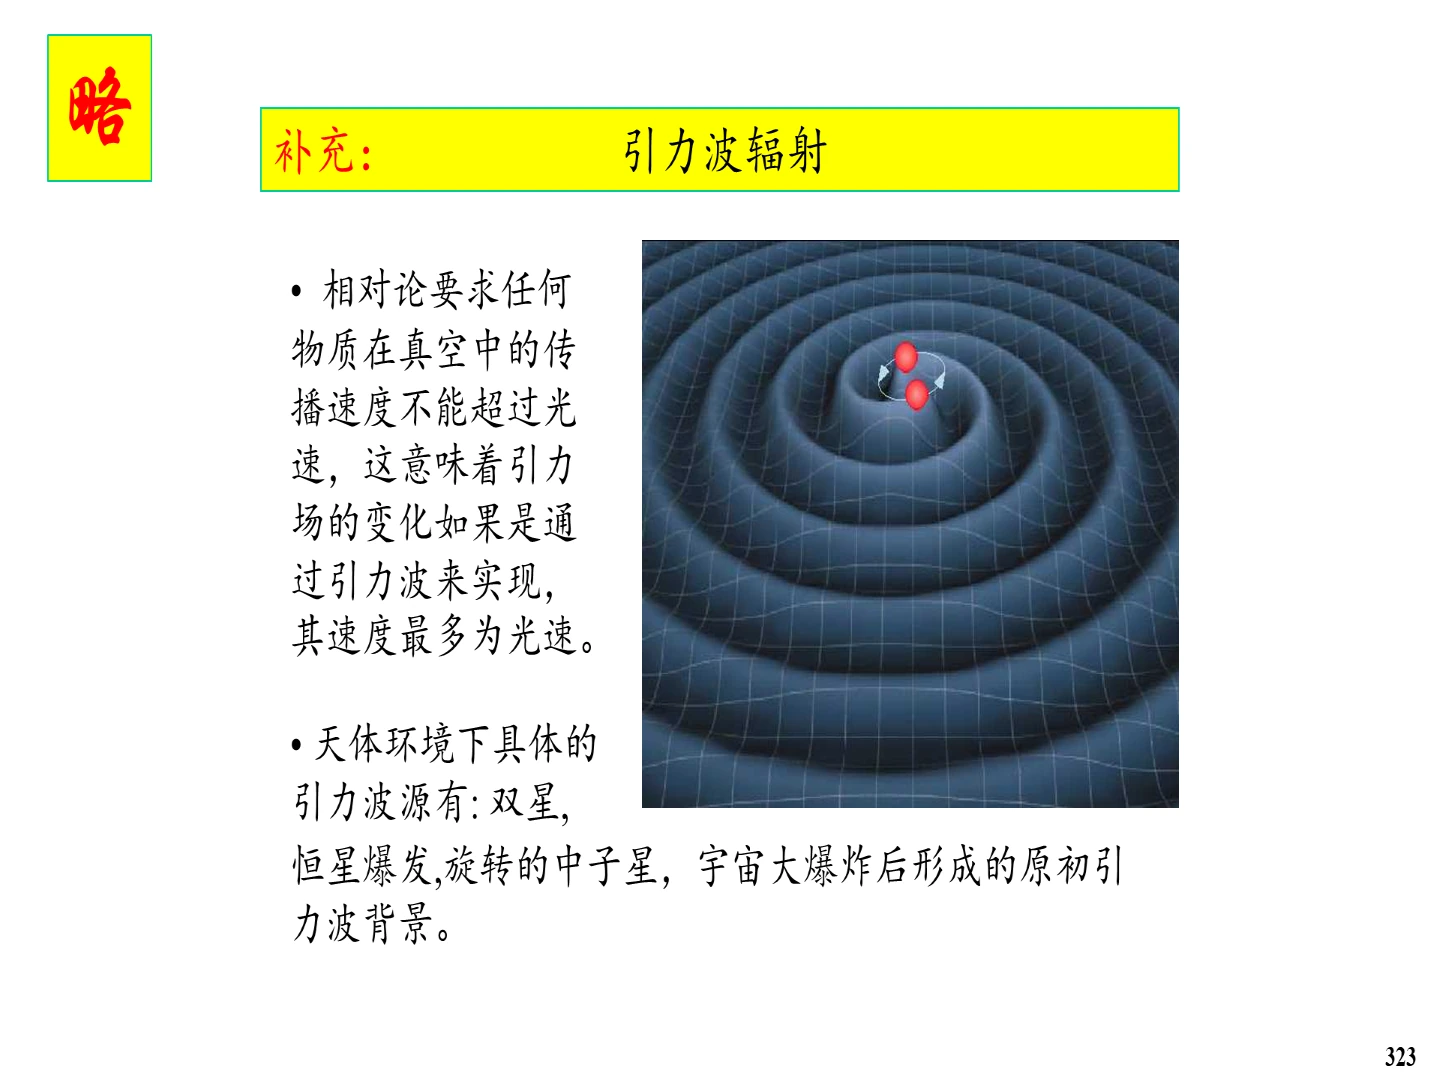 略
补充： 引力波辐射
• 相对论要求任何
物质在真空中的传
播速度不能超过光
速，这意味着引力
场的变化如果是通
过引力波来实现，
其速度最多为光速。
• 天体环境下具体的
引力波源有: 双星,
恒星爆发,旋转的中子星，宇宙大爆炸后形成的原初引
力波背景。
323